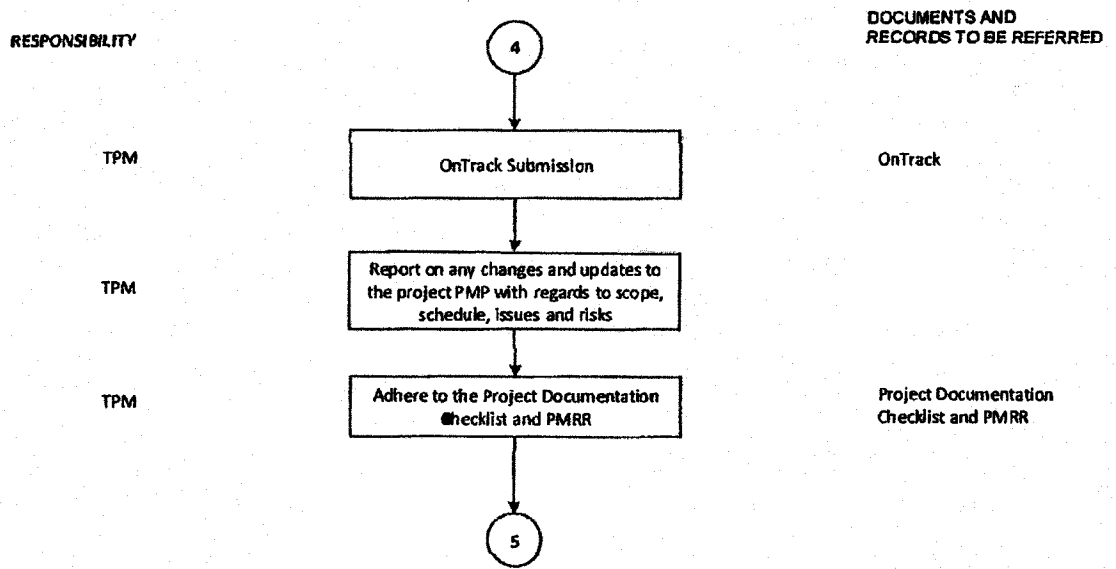 RESPONSIBILITY
DOCUMENTS AND
RECORDS TO BE REFERRED
4
TPM
OnTrack Submission
OnTrack
TPM
Report on any changes and updates to
the project PMP with regards to scope,
schedule, issues and risks
TPM
Adhere to the Project Documentation
Checklist and PMRR
Project Documentation
Checklist and PMRR
5